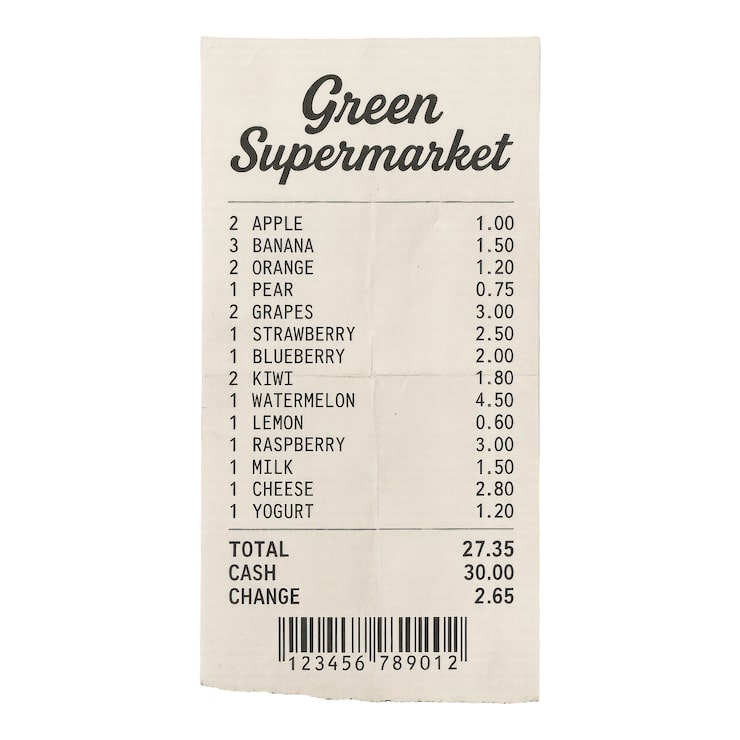 Green
Supermarket
2 APPLE 1.00
3 BANANA 1.50
2 ORANGE 1.20
1 PEAR 0.75
2 GRAPES 3.00
1 STRAWBERRY 2.50
1 BLUEBERRY 2.00
2 KIWI 1.80
1 WATERMELON 4.50
1 LEMON 0.60
1 RASPBERRY 3.00
1 MILK 1.50
1 CHEESE 2.80
1 YOGURT 1.20
TOTAL 27.35
CASH 30.00
CHANGE 2.65
123456 789012